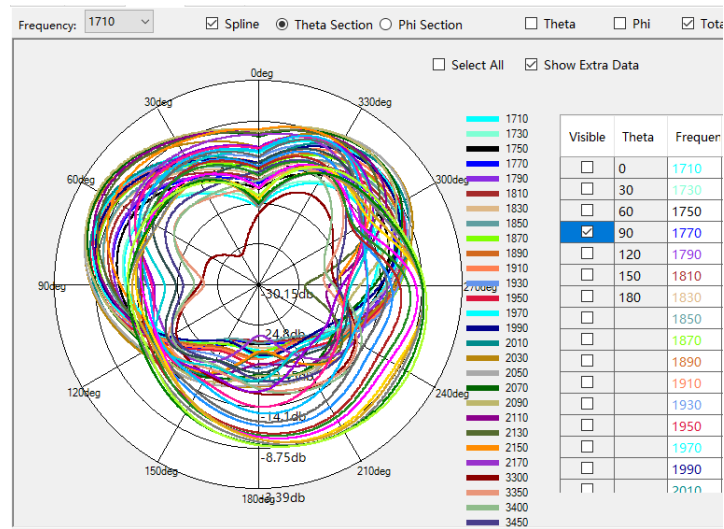 Frequency: 1710 Spline Theta Section Phi Section Theta Phi Tota
Select All Show Extra Data
0deg
30deg 330deg
60deg 300deg
90deg 270deg
120deg 240deg
150deg 210deg
180deg
-30.15db
-24.8db
-14.1db
-8.75db
-3.39db
1710
1730
1750
1770
1790
1810
1830
1850
1870
1890
1910
1930
1950
1970
1990
2010
2030
2050
2070
2090
2110
2130
2150
2170
3300
3350
3400
3450
Visible Theta Frequer
0 1710
30 1730
60 1750
90 1770
120 1790
150 1810
180 1830
1850
1870
1890
1910
1930
1950
1970
1990
2010